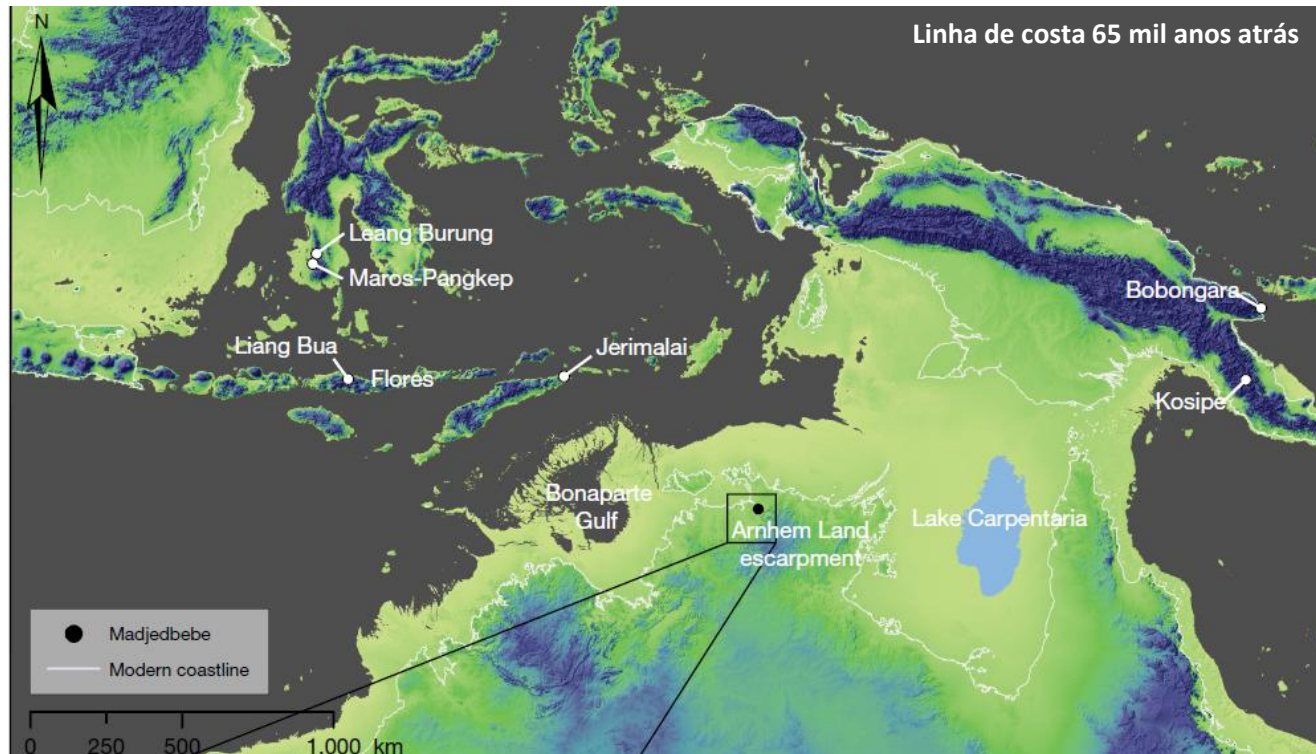 N
Linha de costa 65 mil anos atrás
Leang Burung
Maros-Pangkep
Bobongara
Liang Bua
Flores
Jerimalai
Kosipe
Bonaparte
Gulf
Arnhem Land
escarpment
Lake Carpentaria
Madjedbebe
Modern coastline
0 250 500 1,000 km